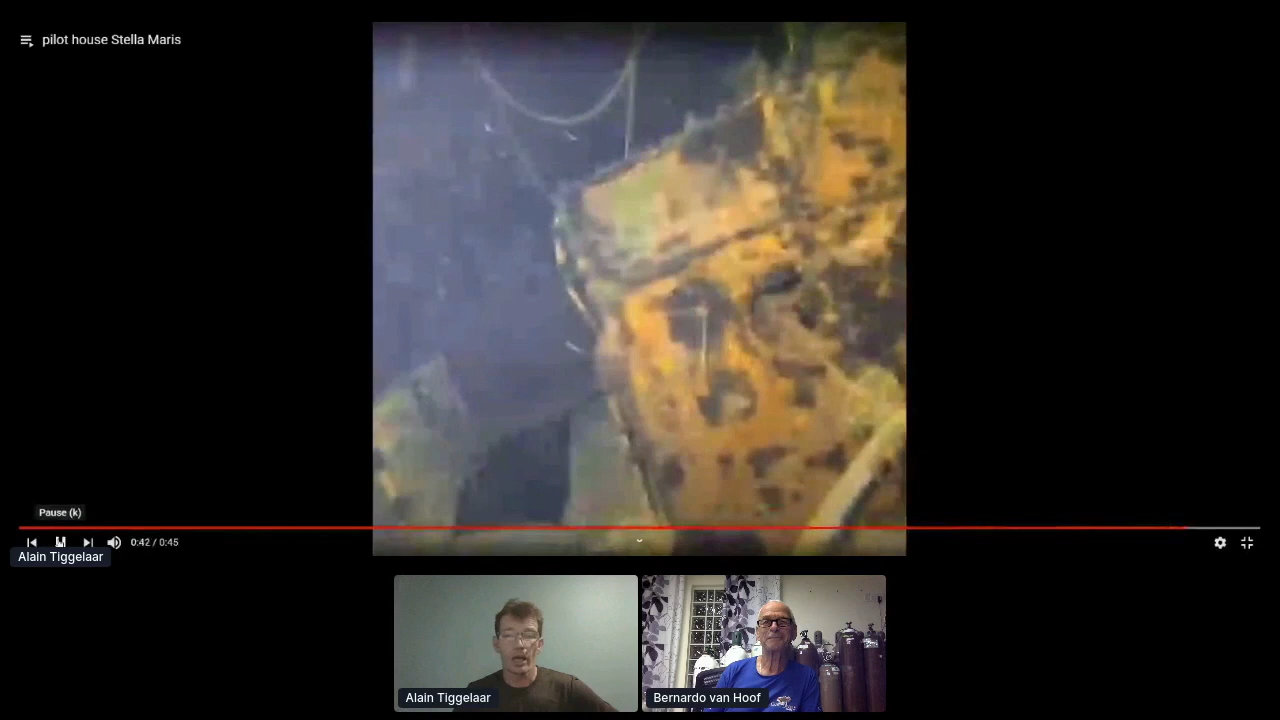 pilot house Stella Maris
Pause (k)
0:42 / 0:45
Alain Tiggelaar
Alain Tiggelaar
Bernardo van Hoof